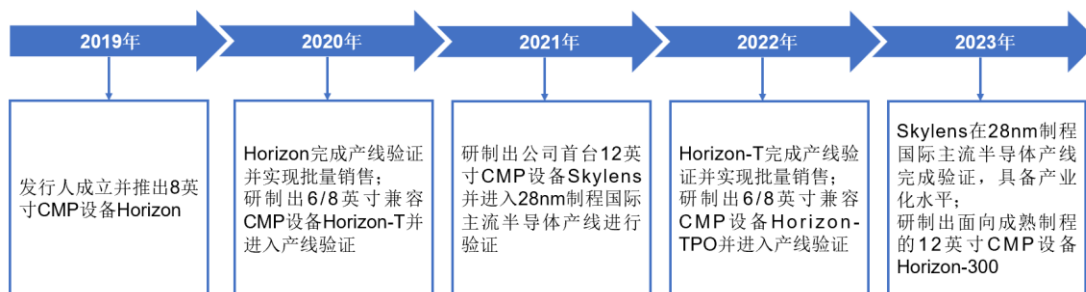 2019年
2020年
2021年
2022年
2023年
发行人成立并推出8英
寸CMP设备Horizon
Horizon完成产线验证
并实现批量销售；
研制出6/8英寸兼容
CMP设备Horizon-T并
进入产线验证
研制出公司首台12英
寸CMP设备Skylens
并进入28nm制程国际
主流半导体产线进行
验证
Horizon-T完成产线验
证并实现批量销售；
研制出6/8英寸兼容
CMP设备Horizon-
TPO并进入产线验证
Skylens在28nm制程
国际主流半导体产线
完成验证，具备产业
化水平；
研制出面向成熟制程
的12英寸CMP设备
Horizon-300